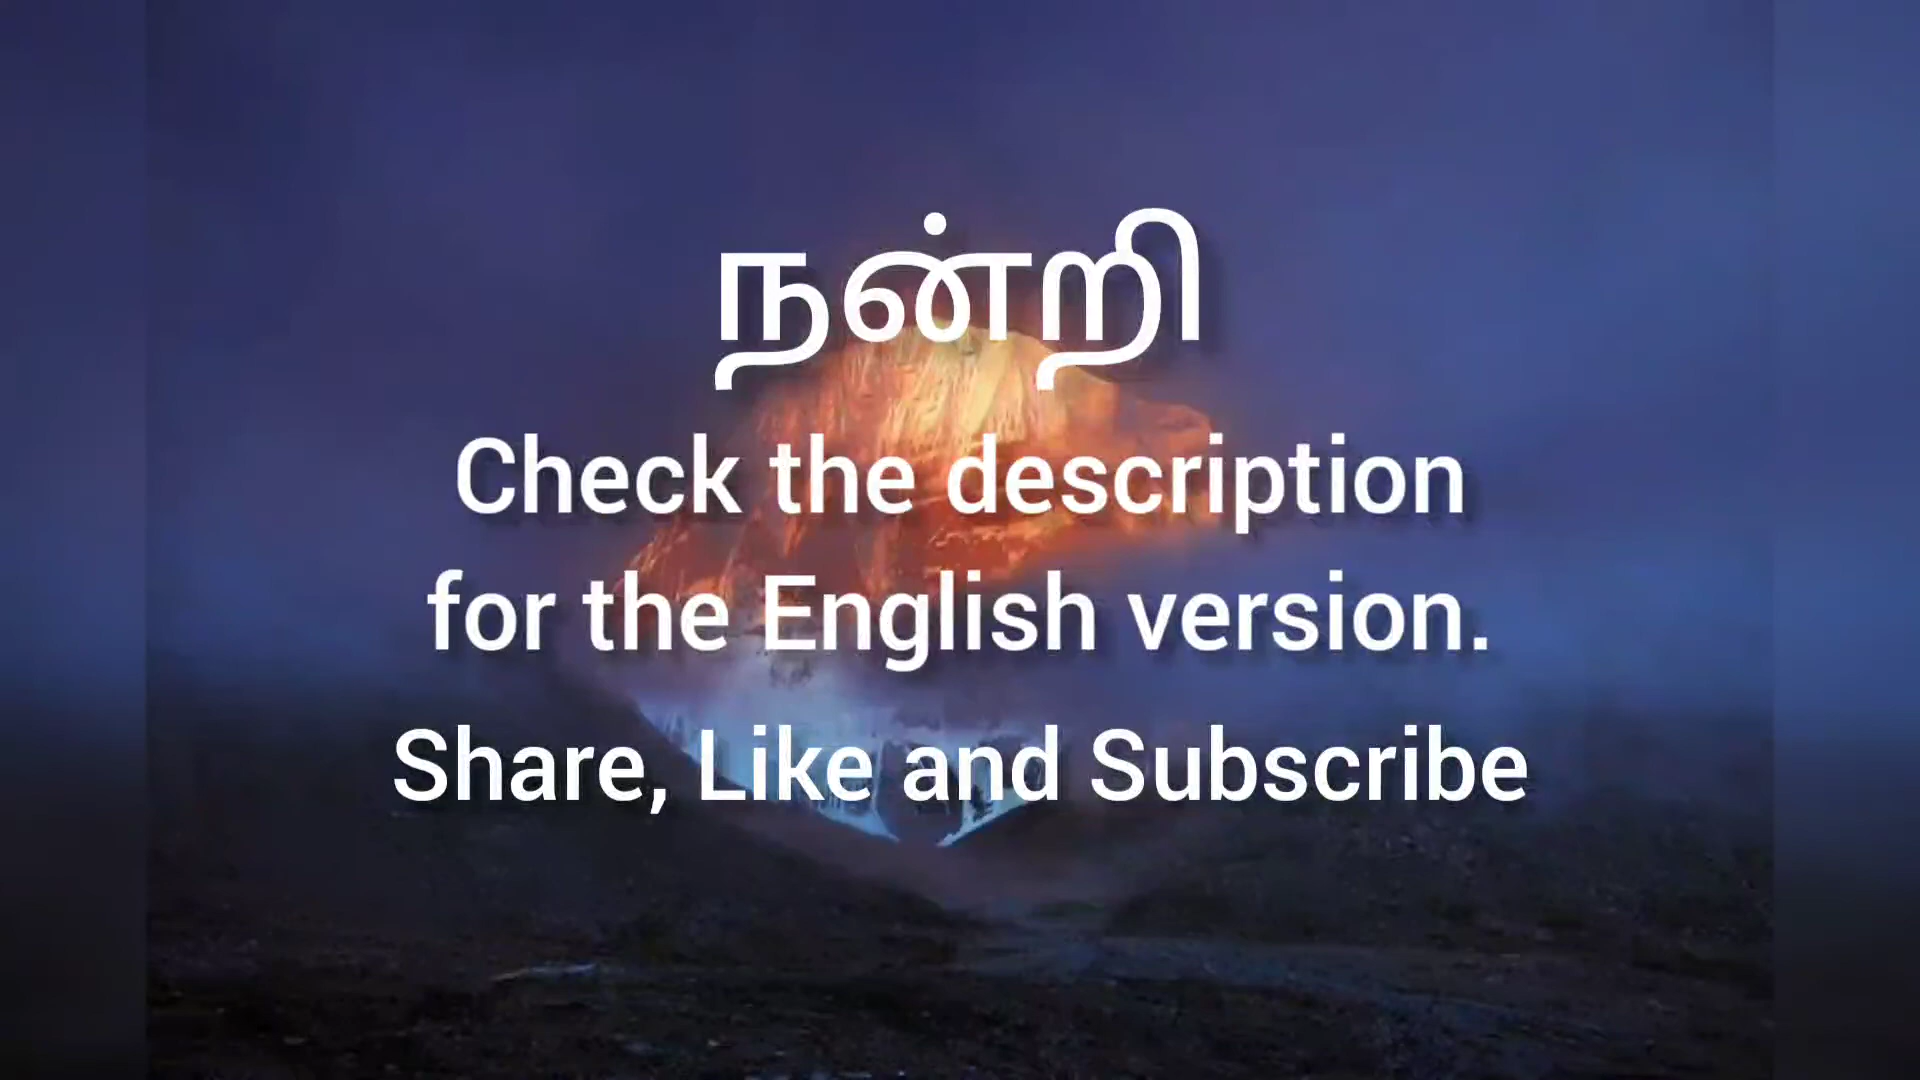 நன்றி
Check the description
for the English version.
Share, Like and Subscribe